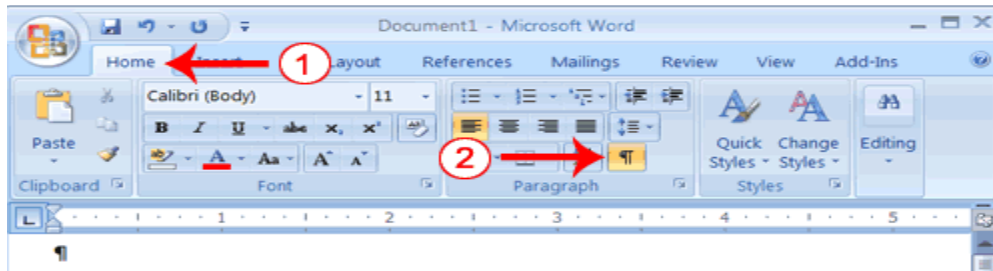 Document1 - Microsoft Word
Home Layout References Mailings Review View Add-Ins
1
Calibri (Body) 11
Paste B I U abc x, x² Quick Styles Change Styles Editing
A Aa A A
2
¶
Clipboard Font Paragraph Styles
L 1 2 3 4 5
¶